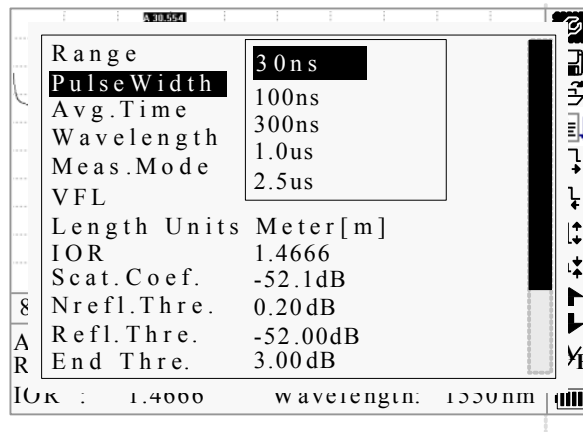 A 30.554
Range
30ns
PulseWidth
100ns
Avg.Time
300ns
Wavelength
1.0us
Meas.Mode
2.5us
VFL
Length Units Meter[m]
IOR 1.4666
Scat.Coef. -52.1dB
8 Nrefl.Thre. 0.20dB
A Refl.Thre. -52.00dB
R End Thre. 3.00dB
IOR : 1.4666 Wavelength: 1550nm